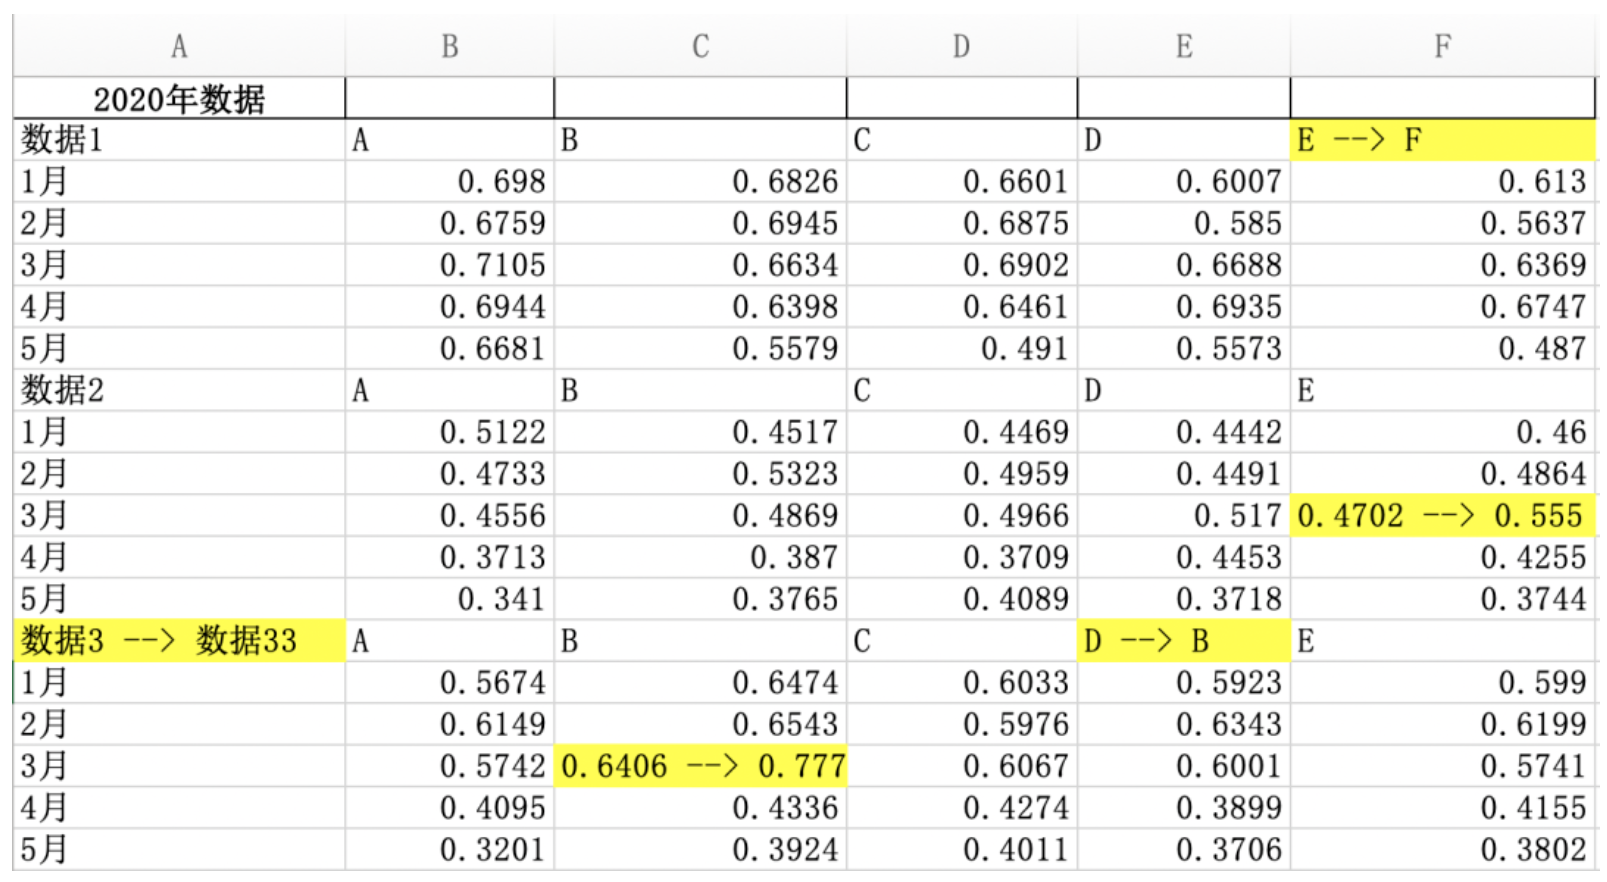 A B C D E F
2020年数据
数据1 A B C D E --> F
1月 0.698 0.6826 0.6601 0.6007 0.613
2月 0.6759 0.6945 0.6875 0.585 0.5637
3月 0.7105 0.6634 0.6902 0.6688 0.6369
4月 0.6944 0.6398 0.6461 0.6935 0.6747
5月 0.6681 0.5579 0.491 0.5573 0.487
数据2 A B C D E
1月 0.5122 0.4517 0.4469 0.4442 0.46
2月 0.4733 0.5323 0.4959 0.4491 0.4864
3月 0.4556 0.4869 0.4966 0.517 0.4702 --> 0.555
4月 0.3713 0.387 0.3709 0.4453 0.4255
5月 0.341 0.3765 0.4089 0.3718 0.3744
数据3 --> 数据33 A B C D --> B E
1月 0.5674 0.6474 0.6033 0.5923 0.599
2月 0.6149 0.6543 0.5976 0.6343 0.6199
3月 0.5742 0.6406 --> 0.777 0.6067 0.6001 0.5741
4月 0.4095 0.4336 0.4274 0.3899 0.4155
5月 0.3201 0.3924 0.4011 0.3706 0.3802